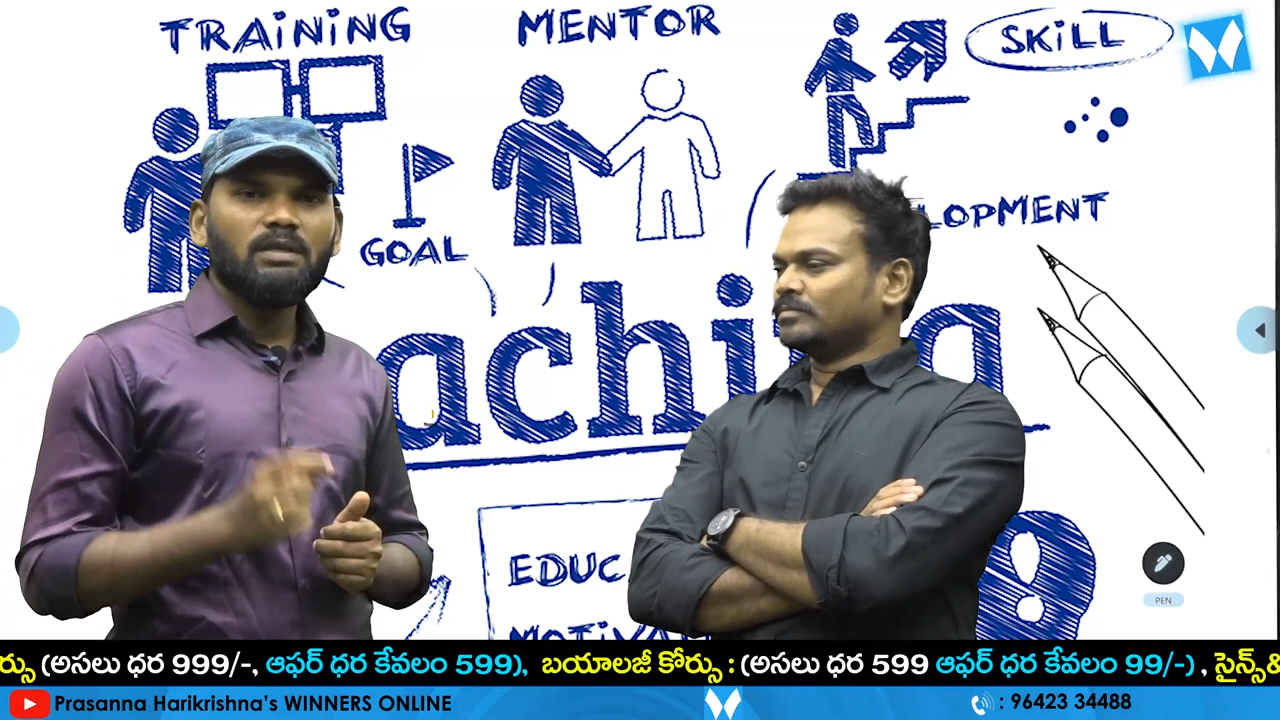 TRAINING
MENTOR
SKILL
GOAL
LOPMENT
achi
a
EDUC
PEN
ర్సు (అసలు ధర 999/-, ఆఫర్ ధర కేవలం 599), బయాలజీ కోర్సు : (అసలు ధర 599 ఆఫర్ ధర కేవలం 99/-) , సైన్స్&
Prasanna Harikrishna's WINNERS ONLINE
: 96423 34488